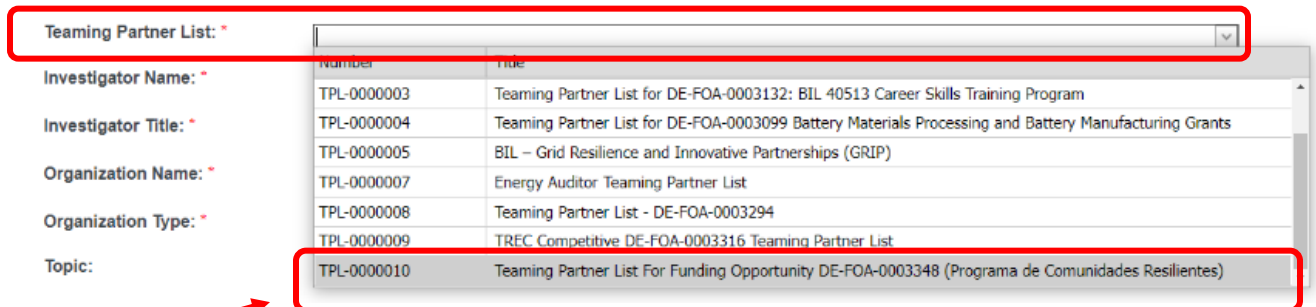 Teaming Partner List: *
Number Title
Investigator Name: *
TPL-0000003 Teaming Partner List for DE-FOA-0003132: BIL 40513 Career Skills Training Program
Investigator Title: *
TPL-0000004 Teaming Partner List for DE-FOA-0003099 Battery Materials Processing and Battery Manufacturing Grants
TPL-0000005 BIL – Grid Resilience and Innovative Partnerships (GRIP)
Organization Name: *
TPL-0000007 Energy Auditor Teaming Partner List
Organization Type: *
TPL-0000008 Teaming Partner List - DE-FOA-0003294
TPL-0000009 TREC Competitive DE-FOA-0003316 Teaming Partner List
Topic:
TPL-0000010 Teaming Partner List For Funding Opportunity DE-FOA-0003348 (Programa de Comunidades Resilientes)